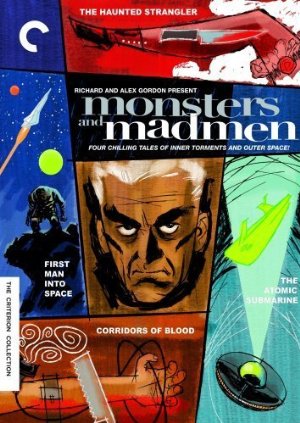 THE HAUNTED STRANGLER
RICHARD AND ALEX GORDON PRESENT
monsters
and madmen
FOUR CHILLING TALES OF INNER TORMENTS AND OUTER SPACE!
FIRST
MAN
INTO
SPACE
THE
ATOMIC
SUBMARINE
CORRIDORS OF BLOOD
THE CRITERION COLLECTION